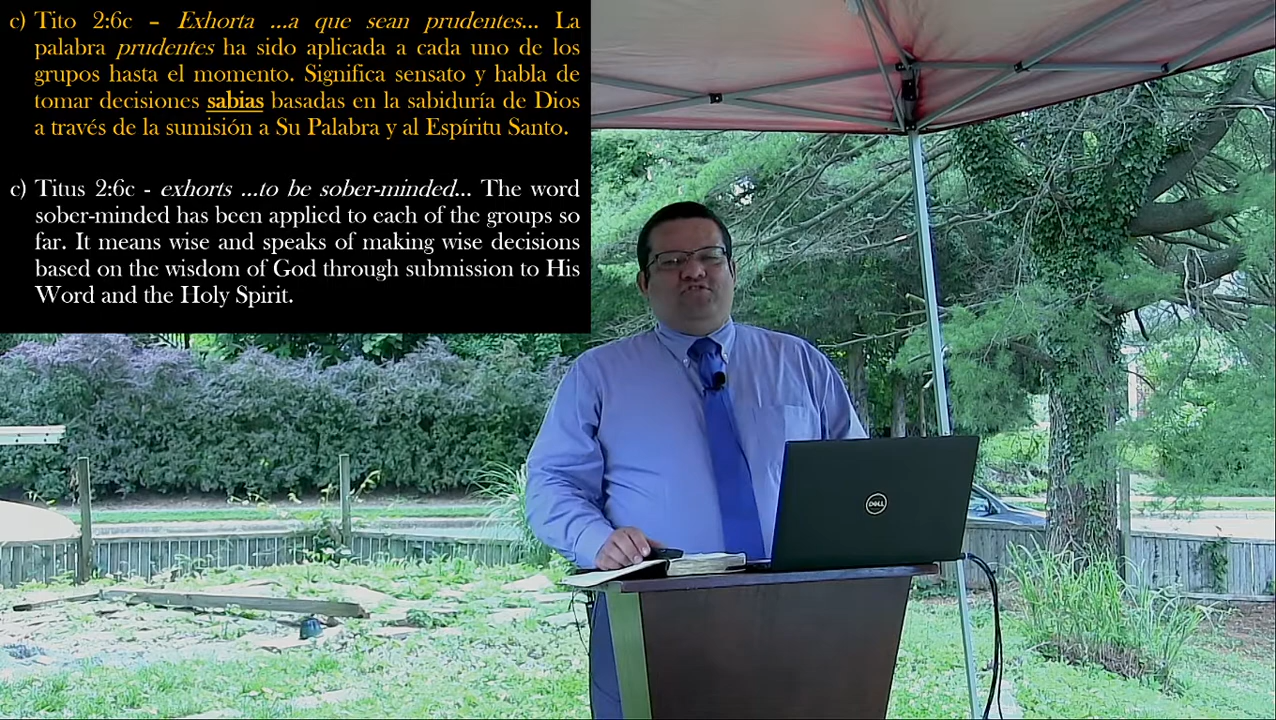 c) Tito 2:6c – Exhorta ...a que sean prudentes... La
palabra prudentes ha sido aplicada a cada uno de los
grupos hasta el momento. Significa sensato y habla de
tomar decisiones sabias basadas en la sabiduría de Dios
a través de la sumisión a Su Palabra y al Espíritu Santo.
c) Titus 2:6c - exhorts ...to be sober-minded... The word
sober-minded has been applied to each of the groups so
far. It means wise and speaks of making wise decisions
based on the wisdom of God through submission to His
Word and the Holy Spirit.
DELL